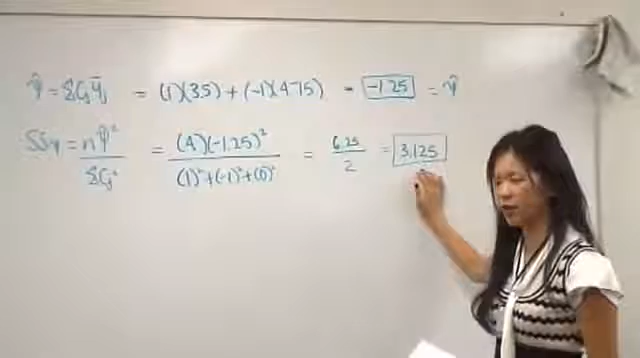 ψ̂ = ΣCⱼȲⱼ = (1)(3.5) + (-1)(4.75) = -1.25 = ψ̂
SSψ = nψ̂² / ΣCⱼ² = (4)(-1.25)² / (1)² + (-1)² + (0)² = 6.25 / 2 = 3.125